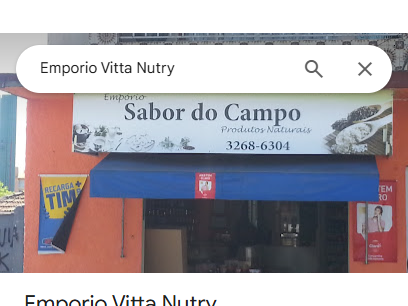 Emporio Vitta Nutry
Empório
Sabor do Campo
Produtos Naturais
3268-6304
RECARGA
TIM
Emporio Vitta Nutry